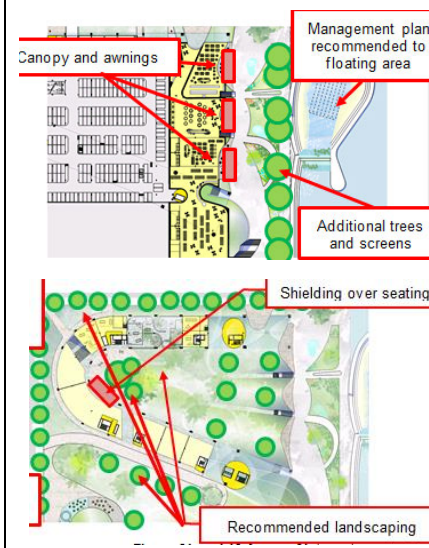 Management plan
recommended to
floating area
Canopy and awnings
Additional trees
and screens
Shielding over seating
Recommended landscaping